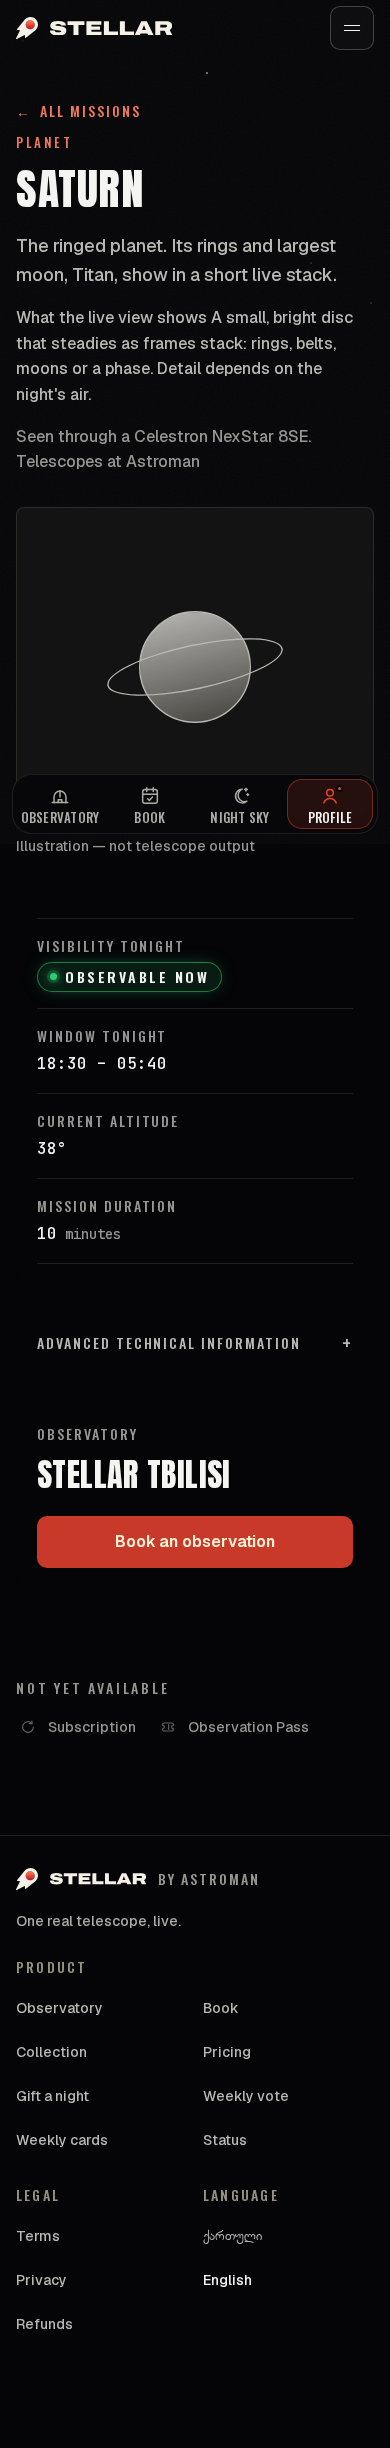 STELLAR
← ALL MISSIONS
PLANET
SATURN
The ringed planet. Its rings and largest
moon, Titan, show in a short live stack.
What the live view shows A small, bright disc
that steadies as frames stack: rings, belts,
moons or a phase. Detail depends on the
night's air.
Seen through a Celestron NexStar 8SE.
Telescopes at Astroman
OBSERVATORY BOOK NIGHT SKY PROFILE
Illustration — not telescope output
VISIBILITY TONIGHT
OBSERVABLE NOW
WINDOW TONIGHT
18:30 – 05:40
CURRENT ALTITUDE
38°
MISSION DURATION
10 minutes
ADVANCED TECHNICAL INFORMATION +
OBSERVATORY
STELLAR TBILISI
Book an observation
NOT YET AVAILABLE
Subscription Observation Pass
STELLAR BY ASTROMAN
One real telescope, live.
PRODUCT
Observatory Book
Collection Pricing
Gift a night Weekly vote
Weekly cards Status
LEGAL LANGUAGE
Terms ქართული
Privacy English
Refunds